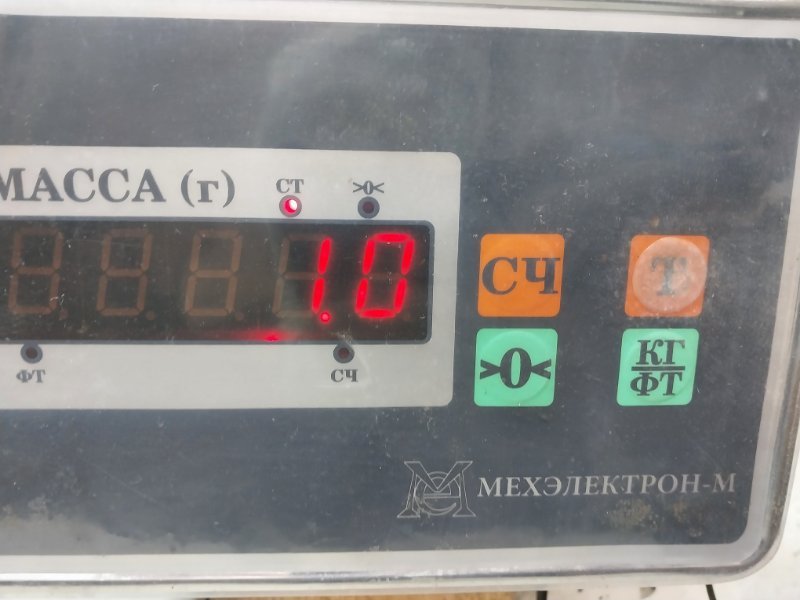 МАССА (г)
СТ
>0<
1.0
ФТ
СЧ
СЧ
Т
>0<
КГ
ФТ
МЕХЭЛЕКТРОН-М